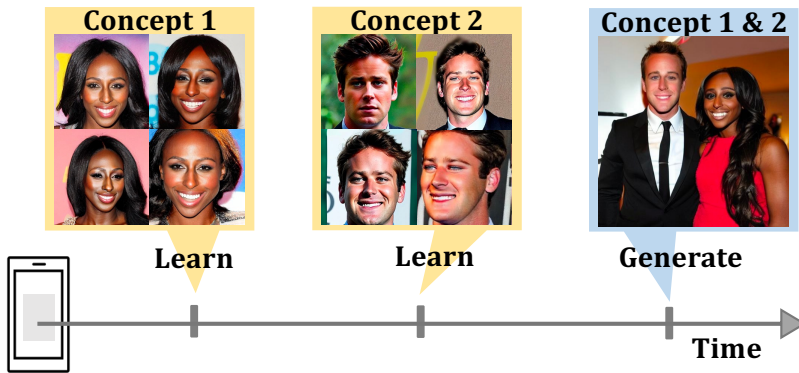 Concept 1
Concept 2
Concept 1 & 2
Learn
Learn
Generate
Time